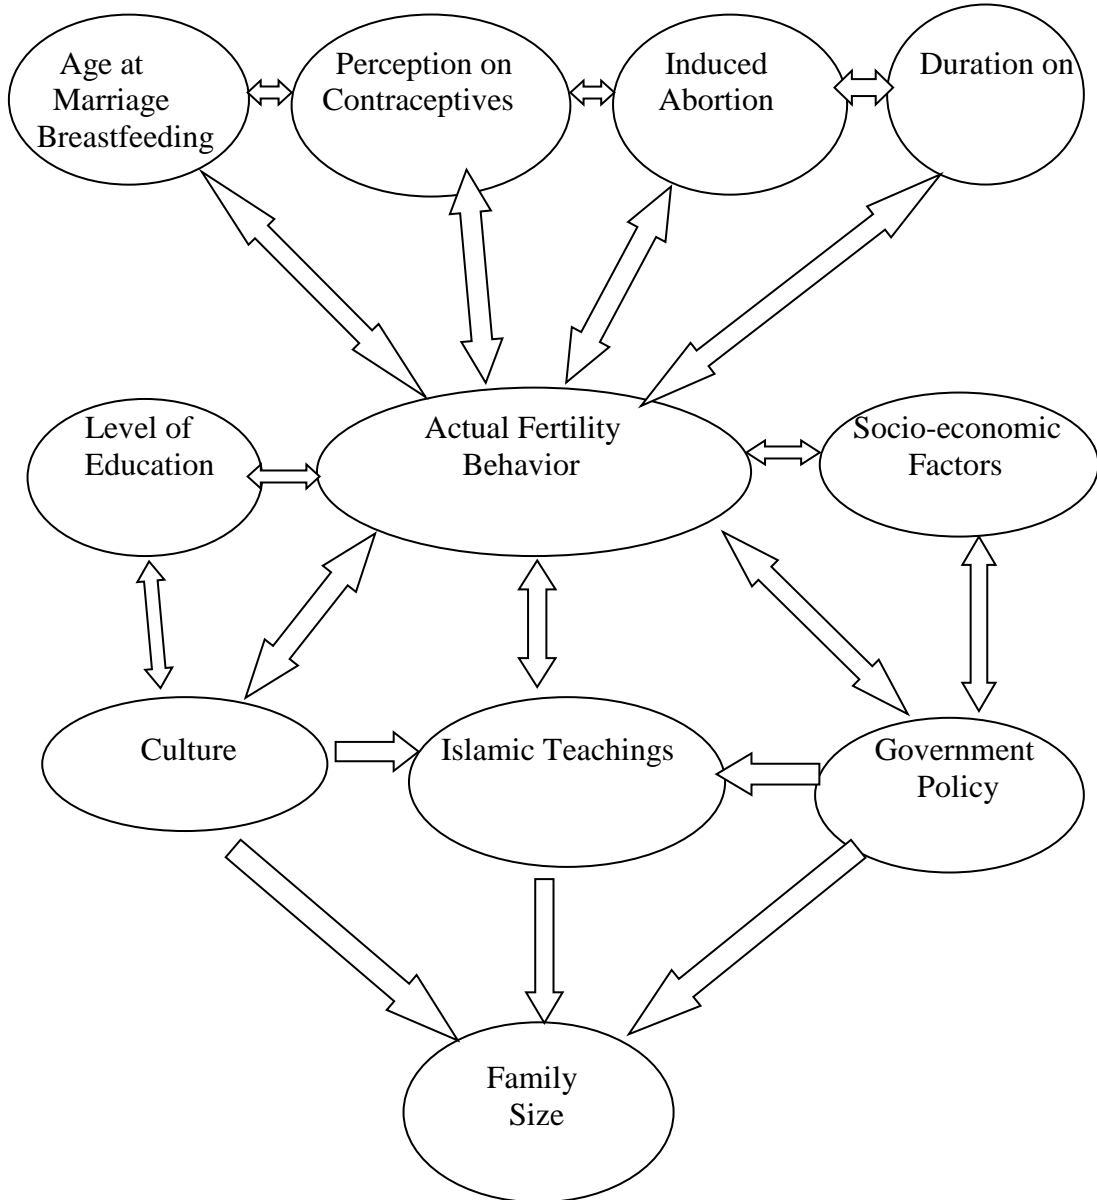 Age at
Marriage
Breastfeeding
Perception on
Contraceptives
Induced
Abortion
Duration on
Level of
Education
Actual Fertility
Behavior
Socio-economic
Factors
Culture
Islamic Teachings
Government
Policy
Family
Size